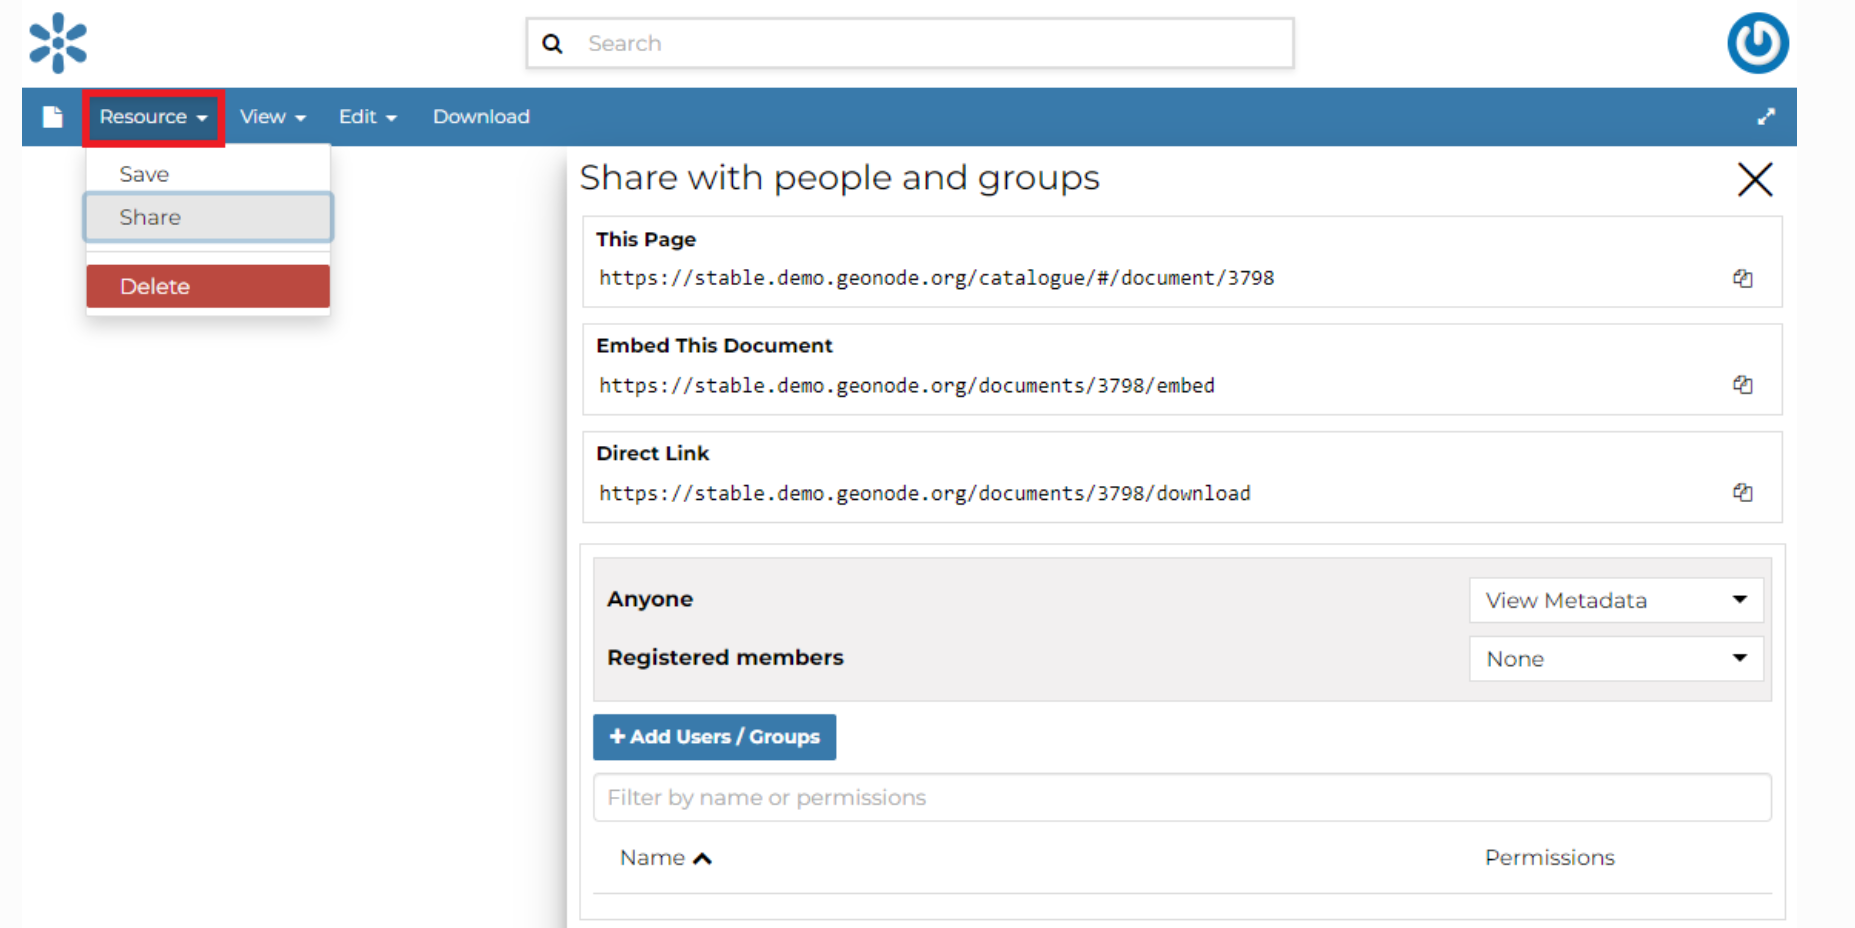 Search
Resource View Edit Download
Save
Share
Delete
Share with people and groups
This Page
https://stable.demo.geonode.org/catalogue/#/document/3798
Embed This Document
https://stable.demo.geonode.org/documents/3798/embed
Direct Link
https://stable.demo.geonode.org/documents/3798/download
Anyone View Metadata
Registered members None
+ Add Users / Groups
Filter by name or permissions
Name Permissions